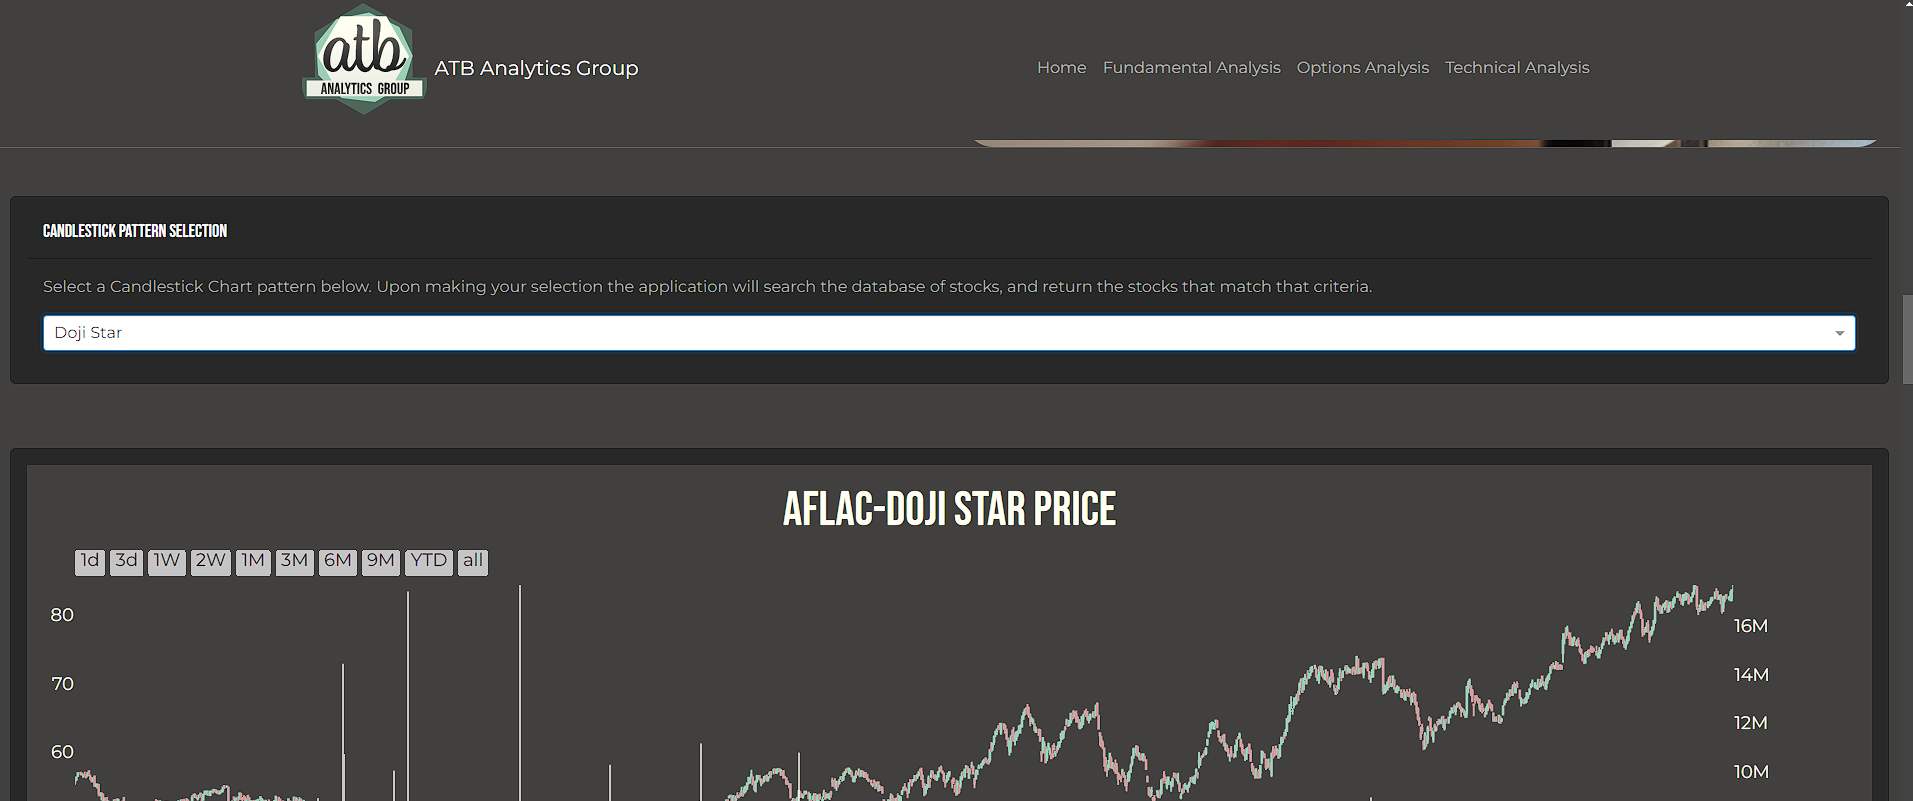 atb
ANALYTICS GROUP
ATB Analytics Group
Home Fundamental Analysis Options Analysis Technical Analysis
CANDLESTICK PATTERN SELECTION
Select a Candlestick Chart pattern below. Upon making your selection the application will search the database of stocks, and return the stocks that match that criteria.
Doji Star
AFLAC-DOJI STAR PRICE
1d 3d 1W 2W 1M 3M 6M 9M YTD all
80
16M
70
14M
12M
60
10M